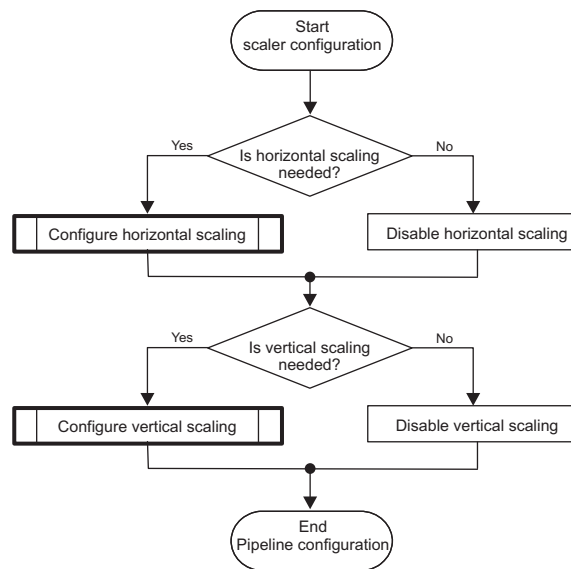 Start
scaler configuration
Is horizontal scaling
needed?
Yes
No
Configure horizontal scaling
Disable horizontal scaling
Is vertical scaling
needed?
Yes
No
Configure vertical scaling
Disable vertical scaling
End
Pipeline configuration